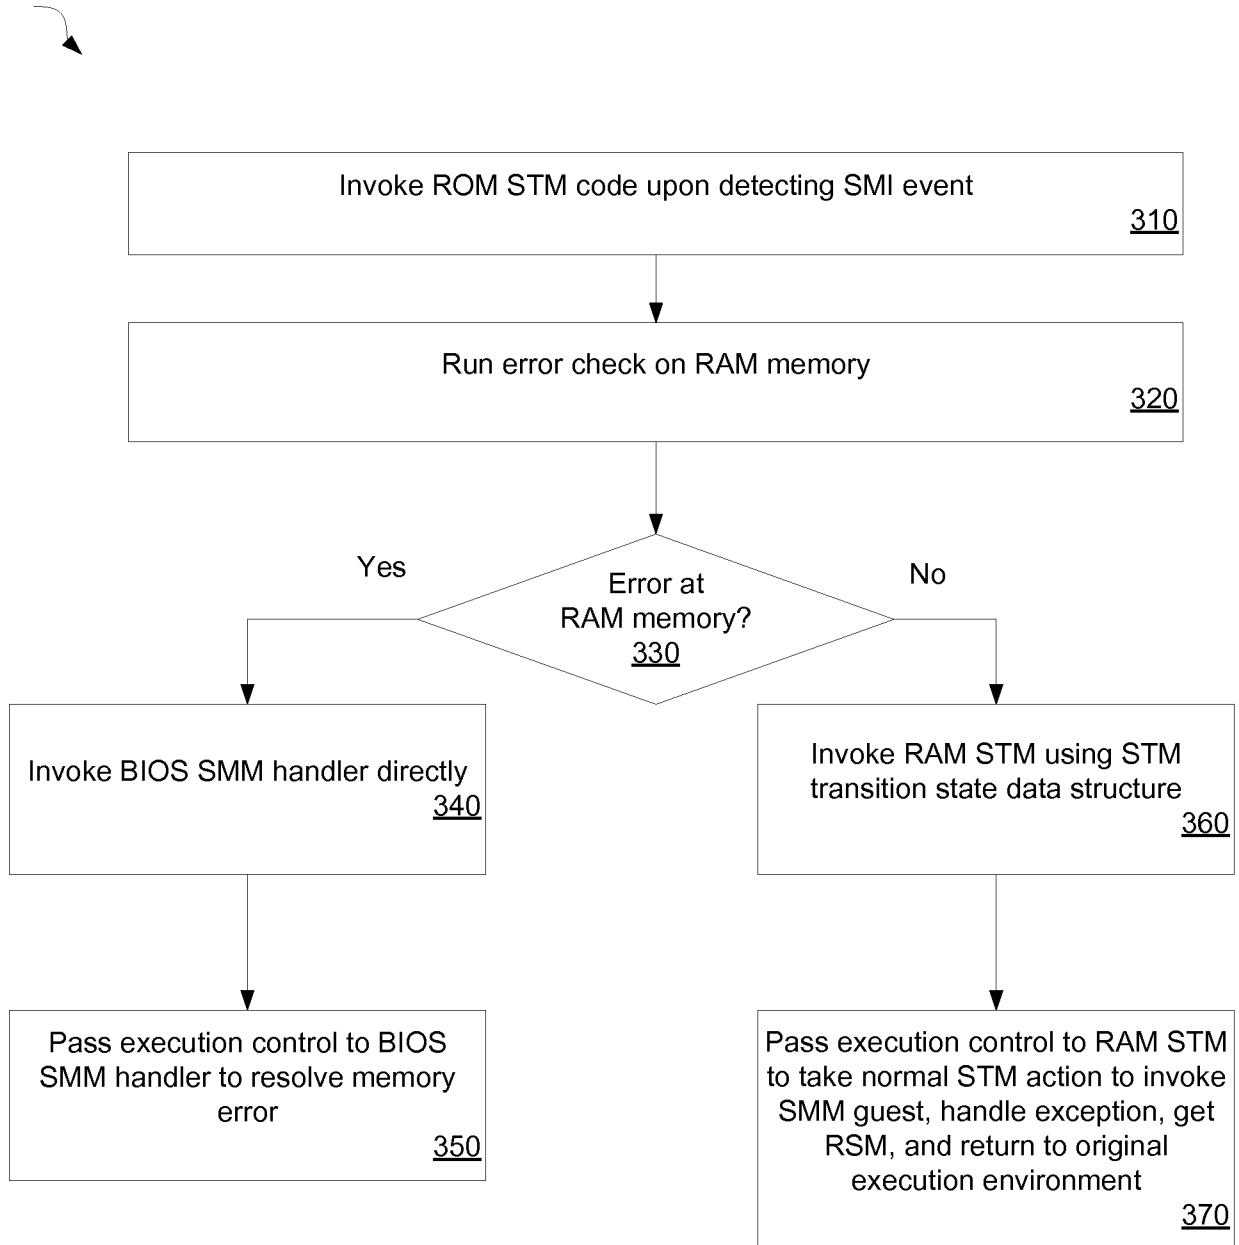 Invoke ROM STM code upon detecting SMI event
310
Run error check on RAM memory
320
Yes
No
Error at
RAM memory?
330
Invoke BIOS SMM handler directly
340
Invoke RAM STM using STM
transition state data structure
360
Pass execution control to BIOS
SMM handler to resolve memory
error
350
Pass execution control to RAM STM
to take normal STM action to invoke
SMM guest, handle exception, get
RSM, and return to original
execution environment
370